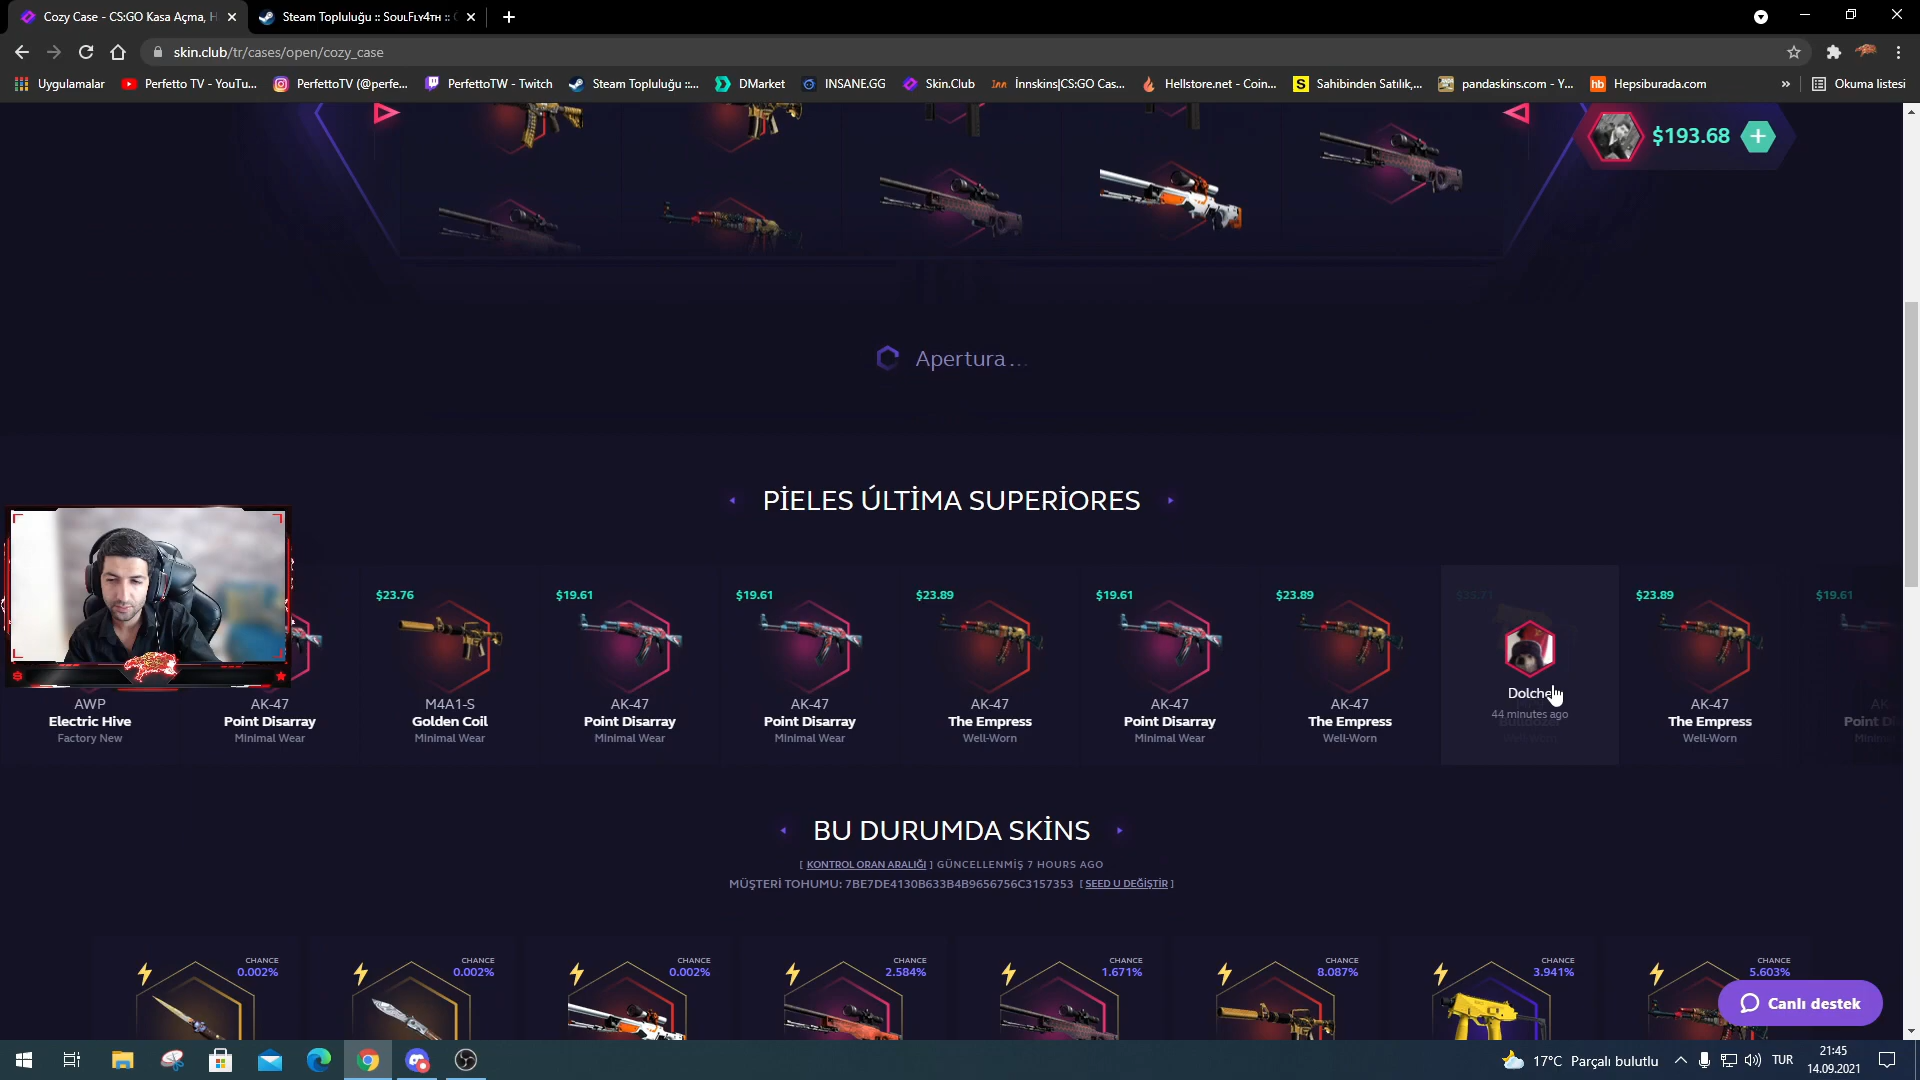 Cozy Case - CS:GO Kasa Açma, H
Steam Topluluğu :: SoulFly4th ::
skin.club/tr/cases/open/cozy_case
Uygulamalar
Perfetto TV - YouTu...
PerfettoTV (@perfe...
PerfettoTW - Twitch
Steam Topluluğu ::...
DMarket
INSANE.GG
Skin.Club
İnnskins|CS:GO Cas...
Hellstore.net - Coin...
Sahibinden Satılık,...
pandaskins.com - Y...
Hepsiburada.com
»
Okuma listesi
$193.68
Apertura...
PİELES ÚLTİMA SUPERİORES
AWP
Electric Hive
Factory New
AK-47
Point Disarray
Minimal Wear
$23.76
M4A1-S
Golden Coil
Minimal Wear
$19.61
AK-47
Point Disarray
Minimal Wear
$19.61
AK-47
Point Disarray
Minimal Wear
$23.89
AK-47
The Empress
Well-Worn
$19.61
AK-47
Point Disarray
Minimal Wear
$23.89
AK-47
The Empress
Well-Worn
Dolche
44 minutes ago
$23.89
AK-47
The Empress
Well-Worn
$19.61
AK
Point D
Minim
BU DURUMDA SKİNS
[ KONTROL ORAN ARALIĞI ] GÜNCELLENMİŞ 7 HOURS AGO
MÜŞTERİ TOHUMU: 7BE7DE4130B633B4B9656756C3157353 [ SEED U DEĞİŞTİR ]
CHANCE
0.002%
CHANCE
0.002%
CHANCE
0.002%
CHANCE
2.584%
CHANCE
1.671%
CHANCE
8.087%
CHANCE
3.941%
CHANCE
5.603%
Canlı destek
17°C Parçalı bulutlu
TUR
21:45
14.09.2021